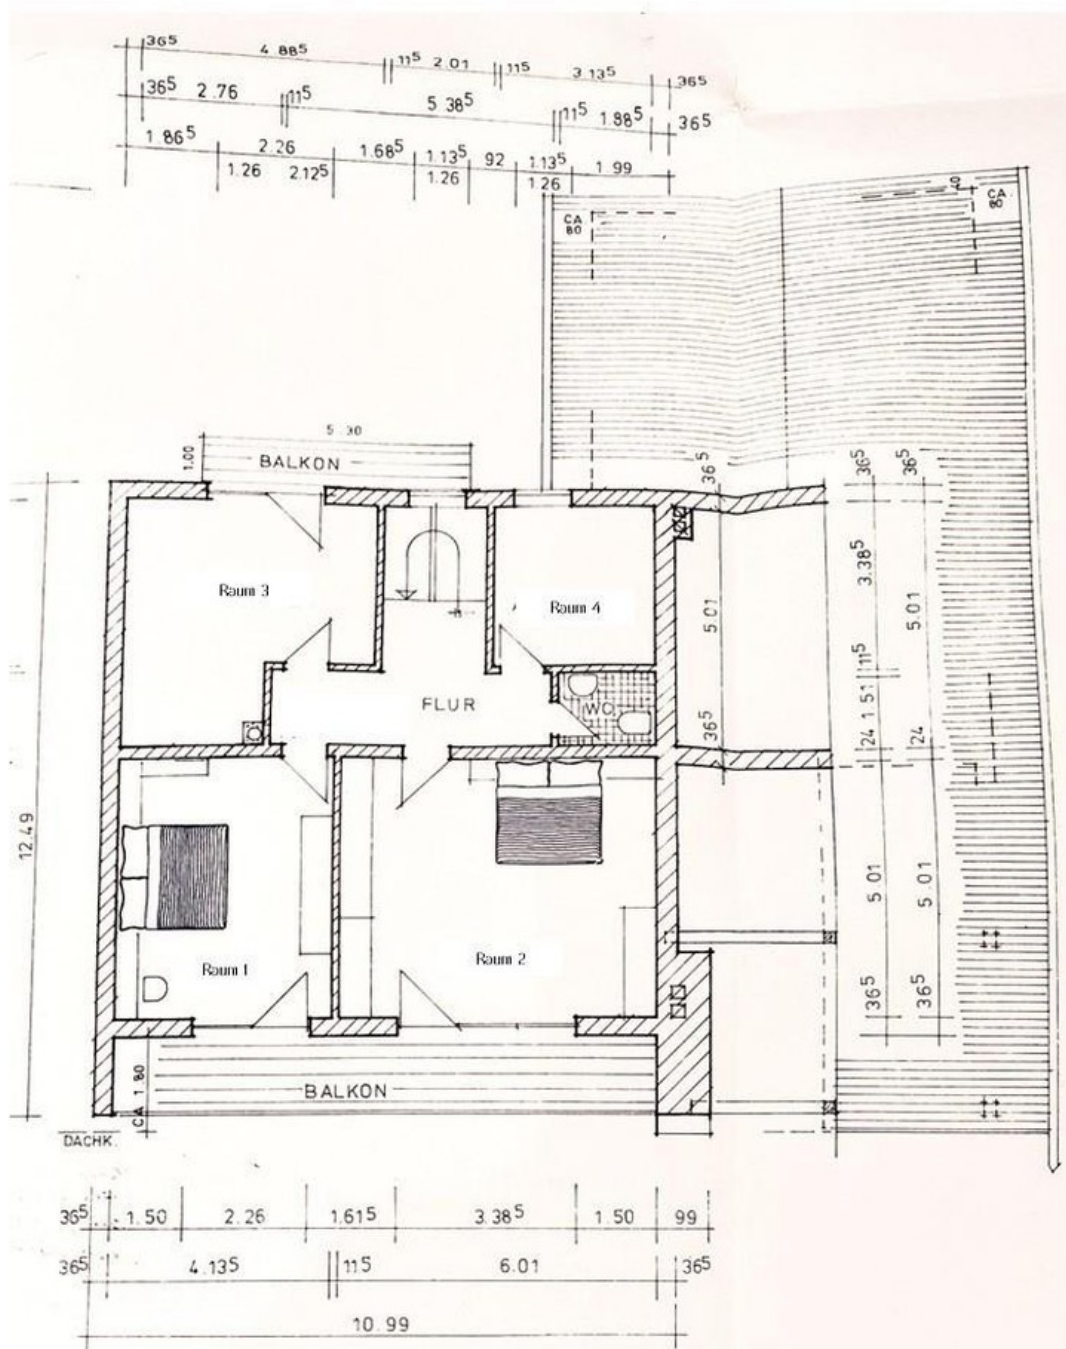 36⁵ 4.88⁵ 11⁵ 2.01 11⁵ 3.13⁵ 36⁵
36⁵ 2.76 11⁵ 5.38⁵ 11⁵ 1.88⁵ 36⁵
1.86⁵ 2.26 1.68⁵ 1.13⁵ 92 1.13⁵ 1.99
1.26 2.12⁵ 1.26 1.26
CA
80
40
CA.
80
5.30
1.00
BALKON
36⁵
36⁵
36⁵
Raum 3
Raum 4
3.38⁵
5.01
5.01
11⁵
FLUR
WC
1 51
36⁵
24
24
12.49
5.01
5.01
Raum 1
Raum 2
36⁵
36⁵
CA 1.80
BALKON
DACHK.
36⁵ 1.50 2.26 1.61⁵ 3.38⁵ 1.50 99
36⁵ 4.13⁵ 11⁵ 6.01 36⁵
10.99